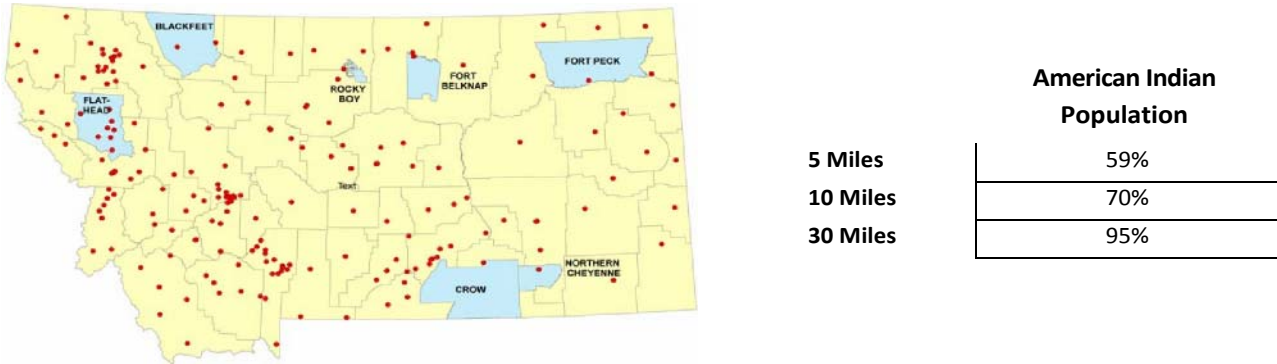 BLACKFEET
FLAT-
HEAD
ROCKY
BOY
FORT
BELKNAP
FORT PECK
Text
CROW
NORTHERN
CHEYENNE
American Indian
Population
5 Miles 59%
10 Miles 70%
30 Miles 95%